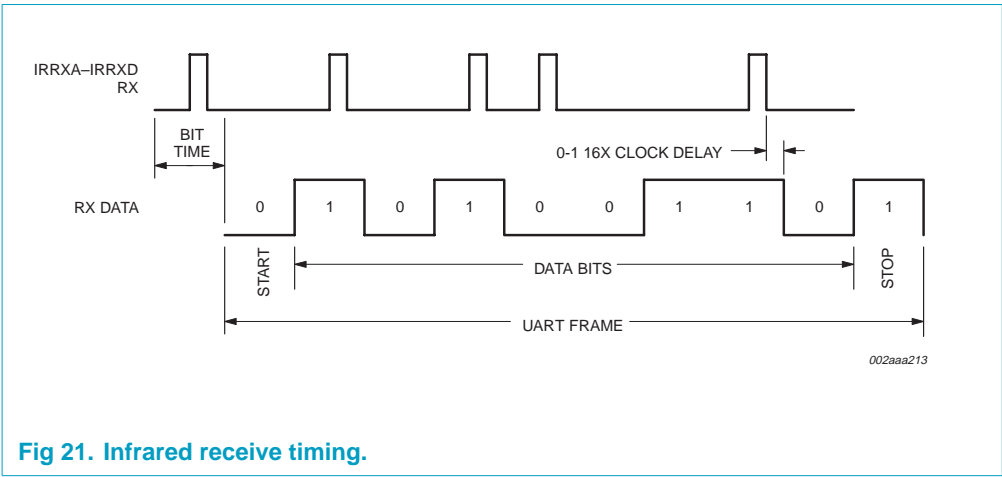 IRRXA–IRRXD
RX
BIT
TIME
0-1 16X CLOCK DELAY
RX DATA
0 1 0 1 0 0 1 1 0 1
START
DATA BITS
STOP
UART FRAME
002aaa213
Fig 21. Infrared receive timing.